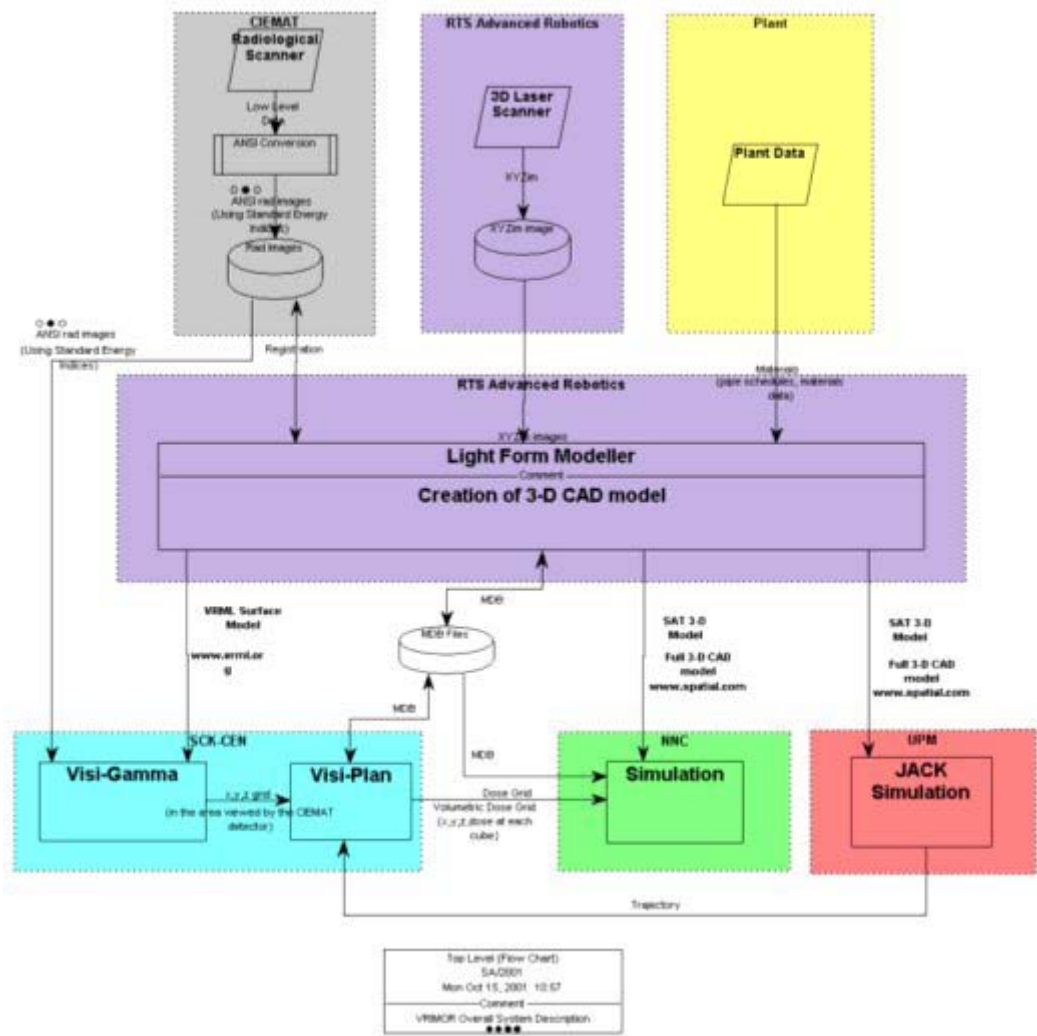 CIEMAT
Radiological
Scanner
Low Level
Data
ANSI Conversion
ANSI rad images
(Using Standard Energy
Indices)
Rad Images
RTS Advanced Robotics
3D Laser
Scanner
XYZim
XYZim image
Plant
Plant Data
ANSI rad images
(Using Standard Energy
Indices)
Registration
Materials
(pipe schedules, materials
data)
RTS Advanced Robotics
XYZim images
Light Form Modeller
Comment
Creation of 3-D CAD model
VRML Surface
Model
www.vrml.or
g
MDB
MDB Files
MDB
MDB
SAT 3-D
Model
Full 3-D CAD
model
www.spatial.com
SAT 3-D
Model
Full 3-D CAD
model
www.spatial.com
SCK-CEN
Visi-Gamma
x,y,z grid
(in the area viewed by the CIEMAT
detector)
Visi-Plan
Dose Grid
Volumetric Dose Grid
(x,y,z,dose at each
cube)
NNC
Simulation
UPM
JACK
Simulation
Trajectory
Top Level (Flow Chart)
SA/2001
Mon Oct 15, 2001 10:57
Comment
VRIMOR Overall System Description